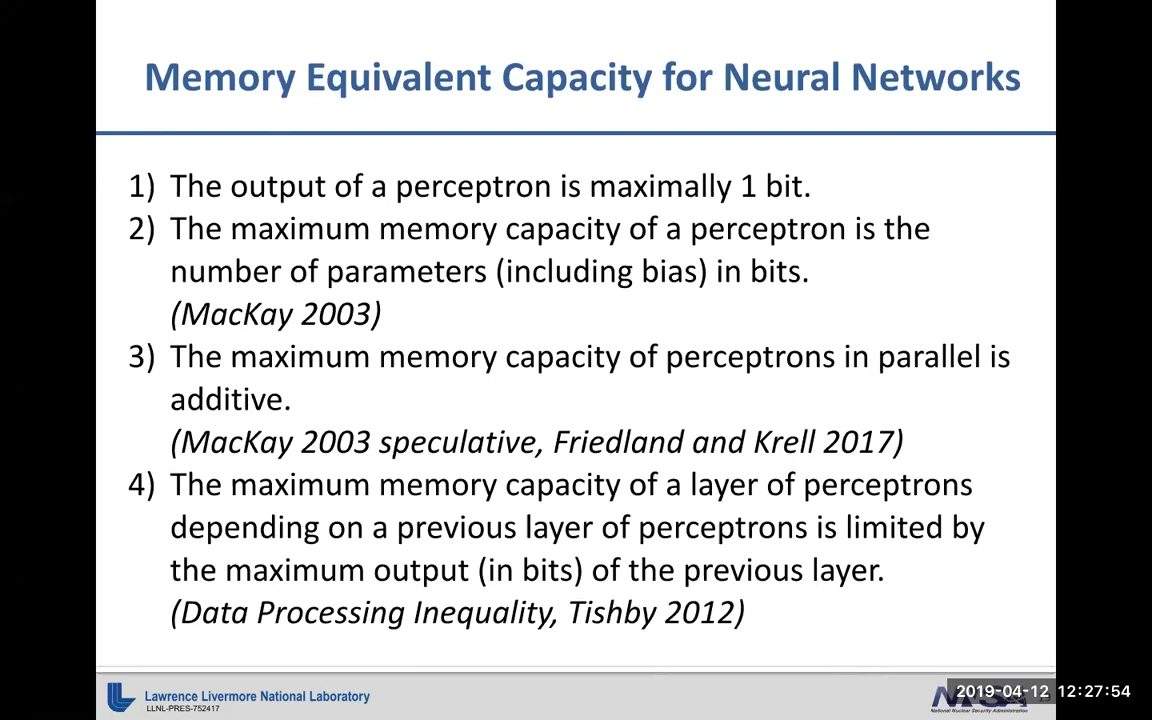 Memory Equivalent Capacity for Neural Networks
1) The output of a perceptron is maximally 1 bit.
2) The maximum memory capacity of a perceptron is the
number of parameters (including bias) in bits.
(MacKay 2003)
3) The maximum memory capacity of perceptrons in parallel is
additive.
(MacKay 2003 speculative, Friedland and Krell 2017)
4) The maximum memory capacity of a layer of perceptrons
depending on a previous layer of perceptrons is limited by
the maximum output (in bits) of the previous layer.
(Data Processing Inequality, Tishby 2012)
Lawrence Livermore National Laboratory
LLNL-PRES-752417
2019-04-12 12:27:54
National Nuclear Security Administration